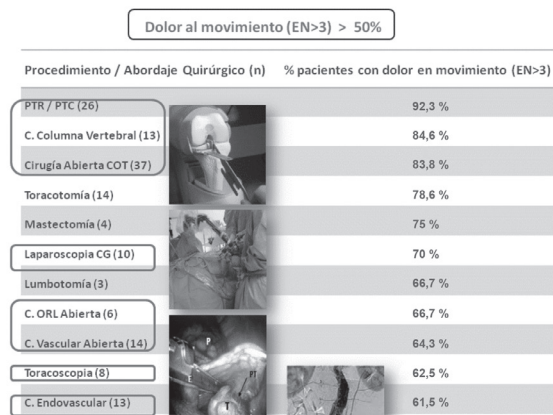 Dolor al movimiento (EN>3) > 50%
Procedimiento / Abordaje Quirúrgico (n) % pacientes con dolor en movimiento (EN>3)
PTR / PTC (26) 92,3 %
C. Columna Vertebral (13) 84,6 %
Cirugía Abierta COT (37) 83,8 %
Toracotomía (14) 78,6 %
Mastectomía (4) 75 %
Laparoscopia CG (10) 70 %
Lumbotomía (3) 66,7 %
C. ORL Abierta (6) 66,7 %
C. Vascular Abierta (14) 64,3 %
Toracoscopia (8) 62,5 %
C. Endovascular (13) 61,5 %
P
E
PT
T